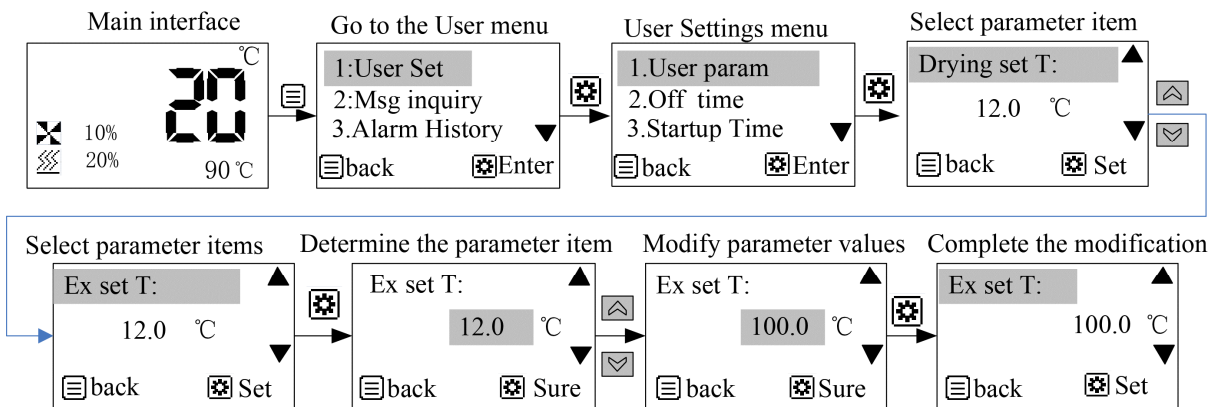 Main interface
℃
20
10%
20%
90 ℃
Go to the User menu
1:User Set
2:Msg inquiry
3.Alarm History
back Enter
User Settings menu
1.User param
2.Off time
3.Startup Time
back Enter
Select parameter item
Drying set T:
12.0 ℃
back Set
Select parameter items
Ex set T:
12.0 ℃
back Set
Determine the parameter item
Ex set T:
12.0 ℃
back Sure
Modify parameter values
Ex set T:
100.0 ℃
back Sure
Complete the modification
Ex set T:
100.0 ℃
back Set